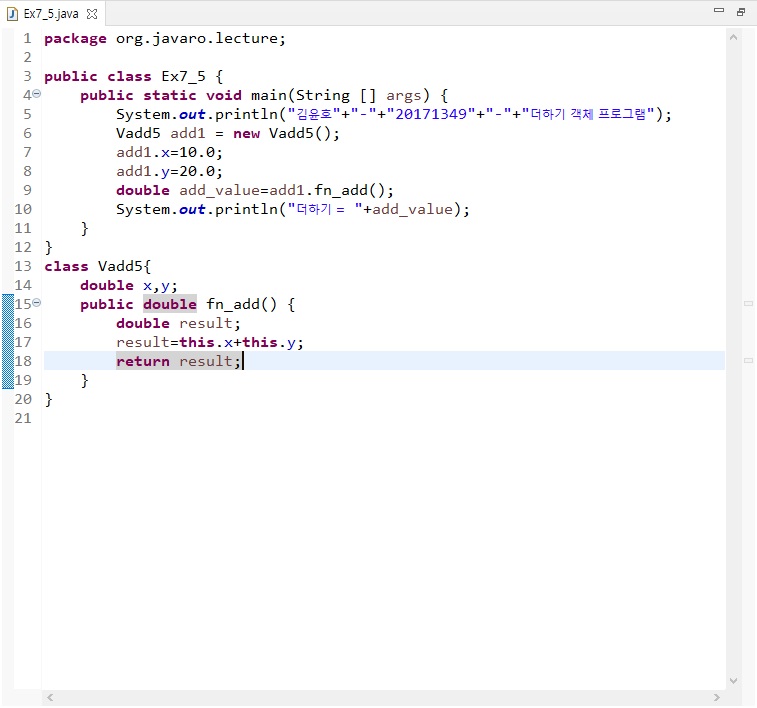 Ex7_5.java
1 package org.javaro.lecture;
2
3 public class Ex7_5 {
4 public static void main(String [] args) {
5 System.out.println("김윤호"+"-"+"20171349"+"-"+"더하기 객체 프로그램");
6 Vadd5 add1 = new Vadd5();
7 add1.x=10.0;
8 add1.y=20.0;
9 double add_value=add1.fn_add();
10 System.out.println("더하기 = "+add_value);
11 }
12 }
13 class Vadd5{
14 double x,y;
15 public double fn_add() {
16 double result;
17 result=this.x+this.y;
18 return result;
19 }
20 }
21